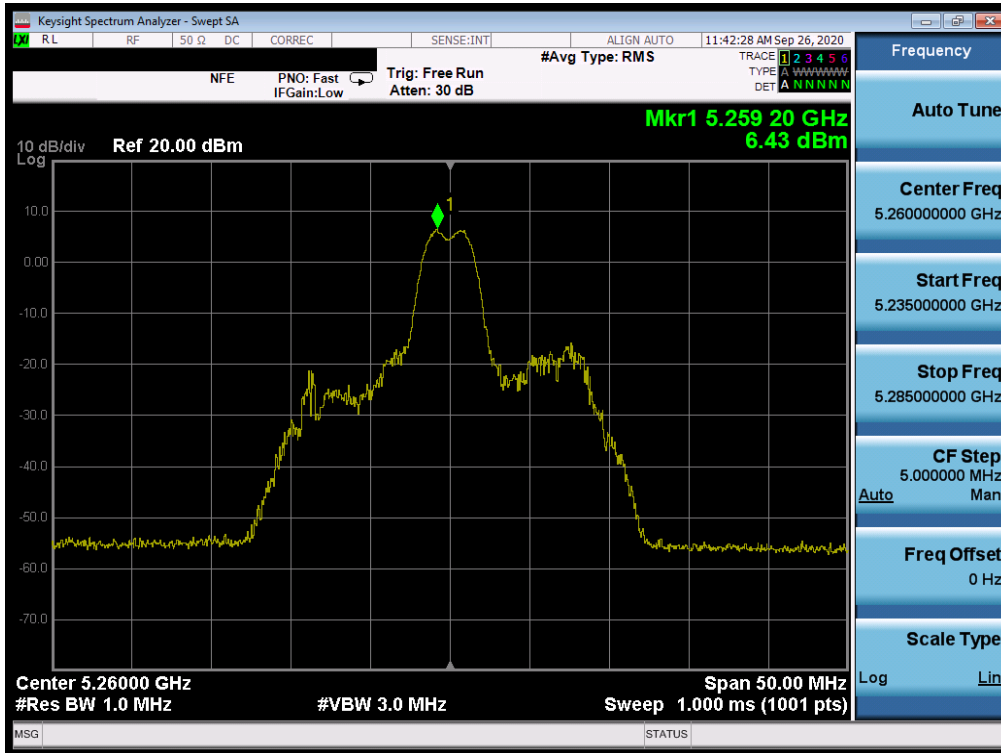 Keysight Spectrum Analyzer - Swept SA
LXI RL RF 50 Ω DC CORREC SENSE:INT ALIGN AUTO 11:42:28 AM Sep 26, 2020
NFE PNO: Fast Trig: Free Run #Avg Type: RMS TRACE 1 2 3 4 5 6
IFGain:Low Atten: 30 dB TYPE A WWWWW
DET A N N N N N
Mkr1 5.259 20 GHz
6.43 dBm
10 dB/div Ref 20.00 dBm
Log
1
10.0
0.00
-10.0
-20.0
-30.0
-40.0
-50.0
-60.0
-70.0
Center 5.26000 GHz Span 50.00 MHz
#Res BW 1.0 MHz #VBW 3.0 MHz Sweep 1.000 ms (1001 pts)
MSG STATUS
Frequency
Auto Tune
Center Freq
5.260000000 GHz
Start Freq
5.235000000 GHz
Stop Freq
5.285000000 GHz
CF Step
5.000000 MHz
Auto Man
Freq Offset
0 Hz
Scale Type
Log Lin